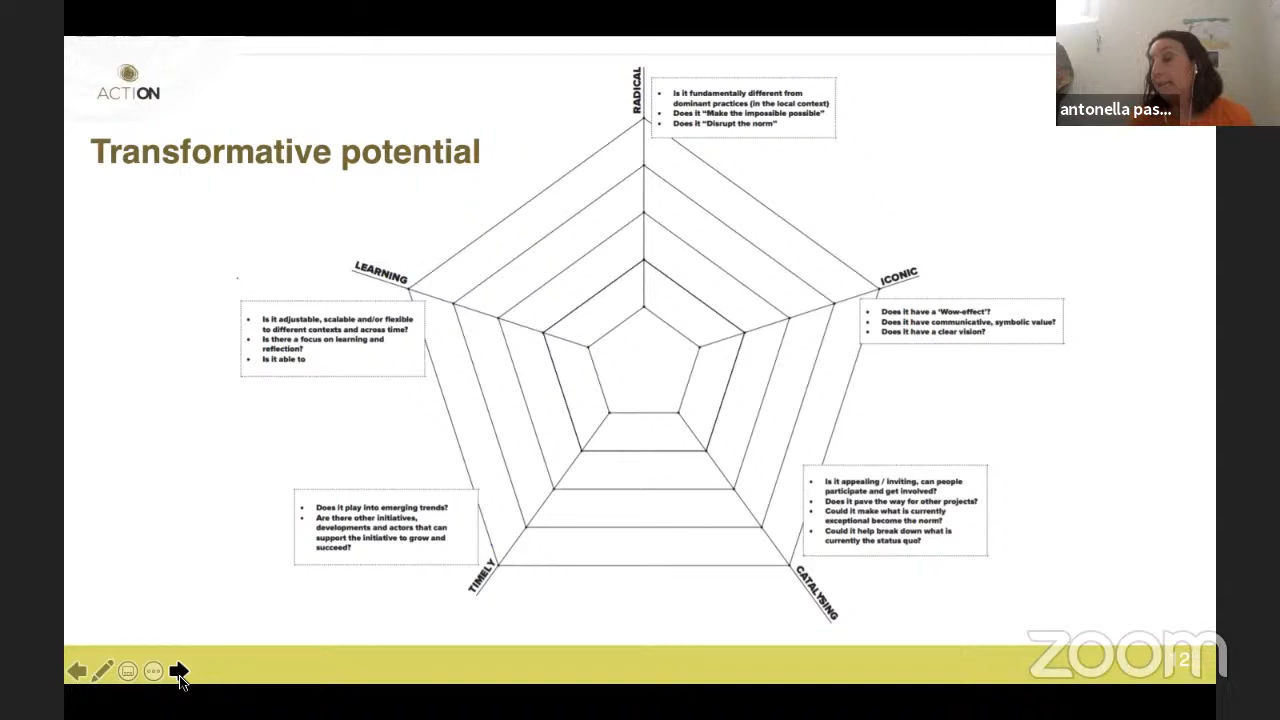 ACTION
Transformative potential
RADICAL
• Is it fundamentally different from
dominant practices (in the local context)
• Does it “Make the impossible possible”
• Does it “Disrupt the norm”
antonella pas...
LEARNING
• Is it adjustable, scalable and/or flexible
to different contexts and across time?
• Is there a focus on learning and
reflection?
• Is it able to
ICONIC
• Does it have a ‘Wow-effect’?
• Does it have communicative, symbolic value?
• Does it have a clear vision?
• Does it play into emerging trends?
• Are there other initiatives,
developments and actors that can
support the initiative to grow and
succeed?
TIMELY
• Is it appealing / inviting, can people
participate and get involved?
• Does it pave the way for other projects?
• Could it make what is currently
exceptional become the norm?
• Could it help break down what is
currently the status quo?
CATALYSING
zoom
12